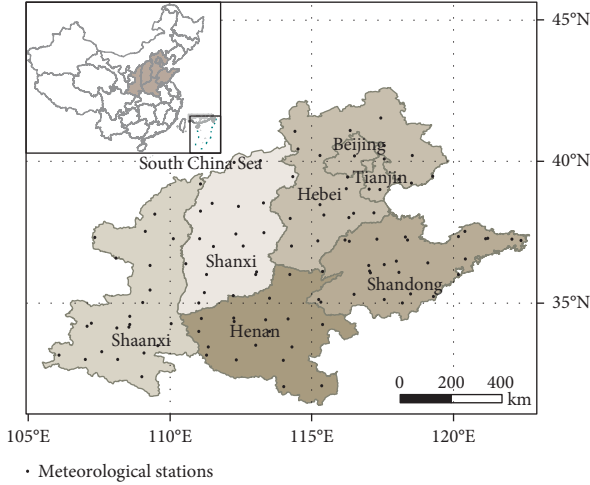 45°N
Beijing
South China Sea
40°N
Tianjin
Hebei
Shanxi
Shandong
35°N
Henan
Shaanxi
0 200 400
km
105°E 110°E 115°E 120°E
· Meteorological stations